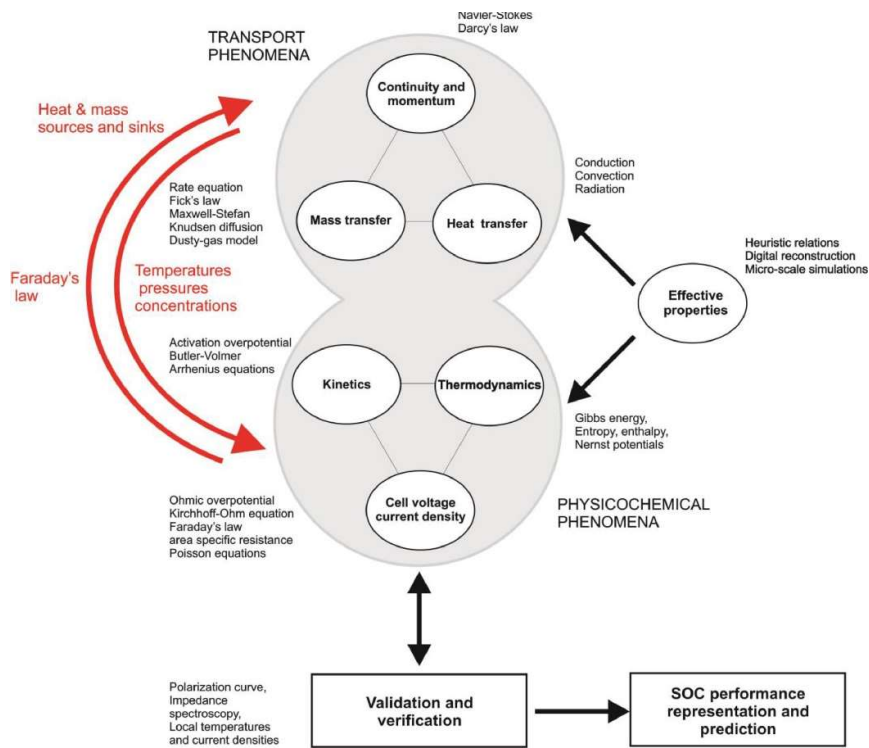 Navier-Stokes
Darcy's law
TRANSPORT
PHENOMENA
Continuity and
momentum
Heat & mass
sources and sinks
Conduction
Convection
Radiation
Rate equation
Fick's law
Maxwell-Stefan
Knudsen diffusion
Dusty-gas model
Mass transfer
Heat transfer
Heuristic relations
Digital reconstruction
Micro-scale simulations
Faraday's
law
Temperatures
pressures
concentrations
Effective
properties
Activation overpotential
Butler-Volmer
Arrhenius equations
Kinetics
Thermodynamics
Gibbs energy,
Entropy, enthalpy,
Nernst potentials
Ohmic overpotential
Kirchhoff-Ohm equation
Faraday's law
area specific resistance
Poisson equations
Cell voltage
current density
PHYSICOCHEMICAL
PHENOMENA
Polarization curve,
Impedance
spectroscopy,
Local temperatures
and current densities
Validation and
verification
SOC performance
representation and
prediction